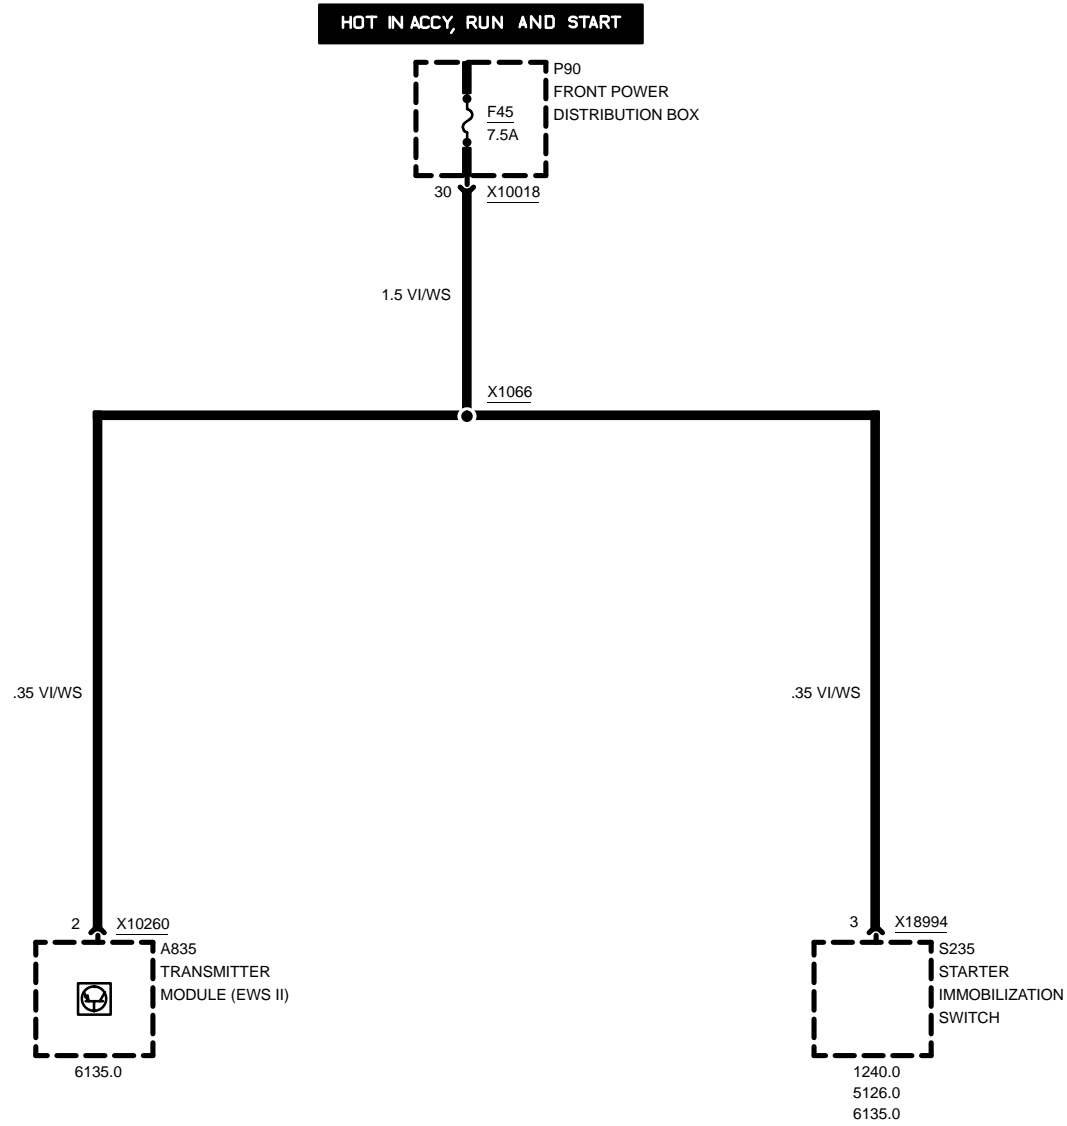 HOT IN ACCY, RUN AND START
P90
FRONT POWER
DISTRIBUTION BOX
F45
7.5A
30
X10018
1.5 VI/WS
X1066
.35 VI/WS
.35 VI/WS
2
X10260
A835
TRANSMITTER
MODULE (EWS II)
6135.0
3
X18994
S235
STARTER
IMMOBILIZATION
SWITCH
1240.0
5126.0
6135.0